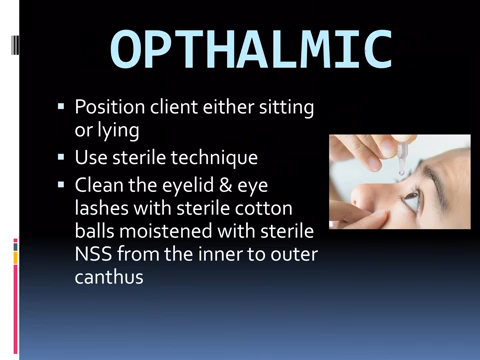 OPTHALMIC
▪ Position client either sitting
or lying
▪ Use sterile technique
▪ Clean the eyelid & eye
lashes with sterile cotton
balls moistened with sterile
NSS from the inner to outer
canthus